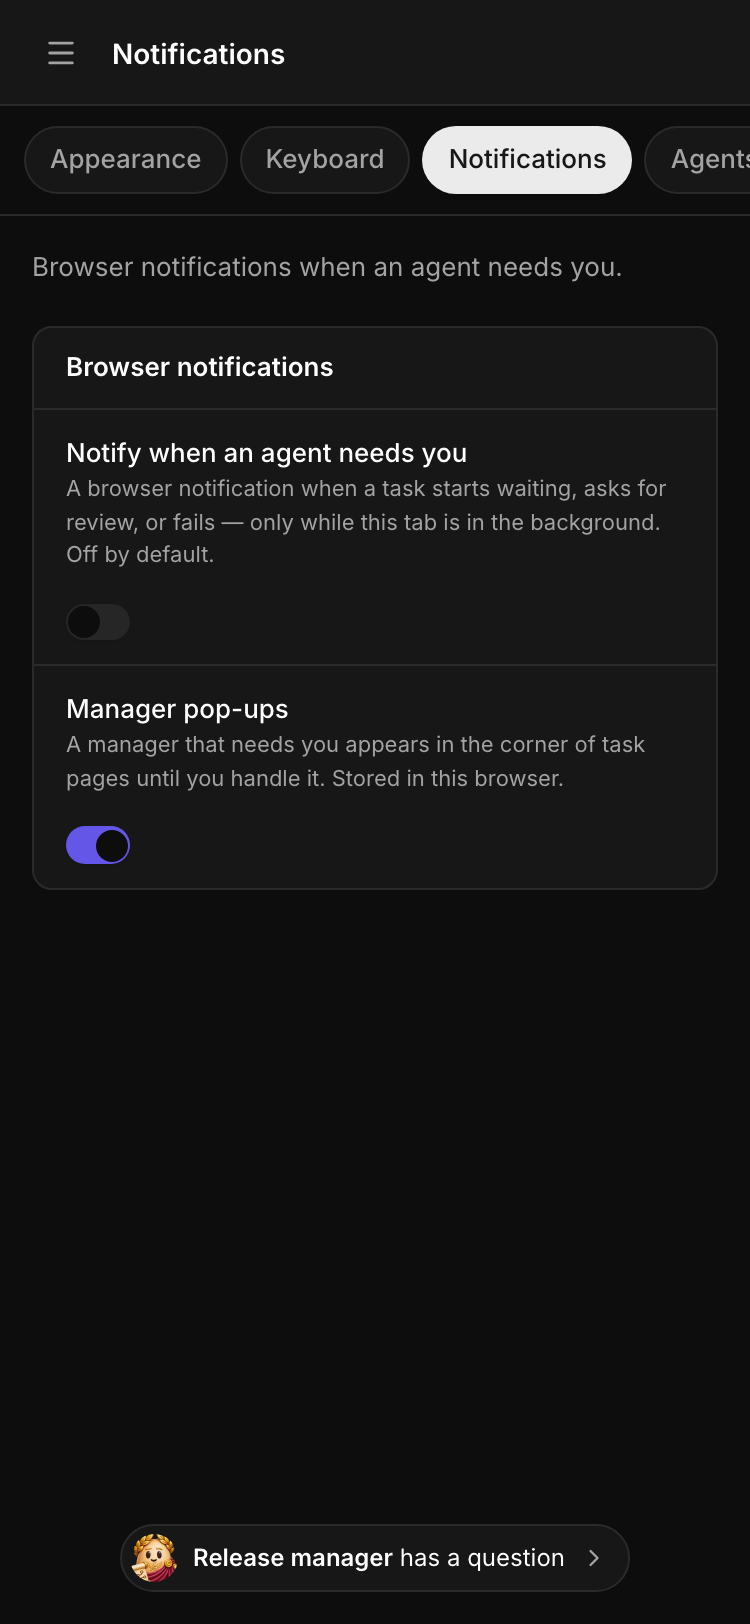 Notifications
Appearance
Keyboard
Notifications
Agents
Browser notifications when an agent needs you.
Browser notifications
Notify when an agent needs you
A browser notification when a task starts waiting, asks for
review, or fails — only while this tab is in the background.
Off by default.
Manager pop-ups
A manager that needs you appears in the corner of task
pages until you handle it. Stored in this browser.
Release manager has a question